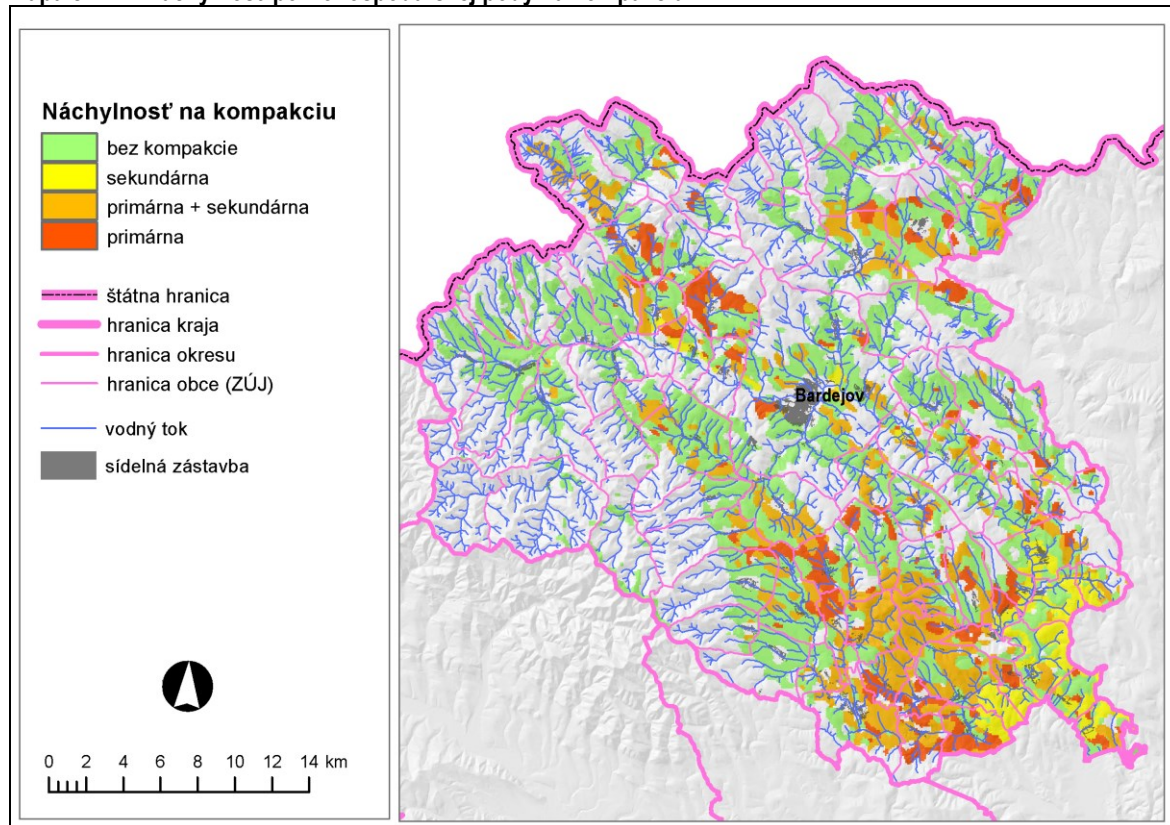 Náchylnosť na kompakciu
bez kompakcie
sekundárna
primárna + sekundárna
primárna
štátna hranica
hranica kraja
hranica okresu
hranica obce (ZÚJ)
vodný tok
sídelná zástavba
0 2 4 6 8 10 12 14 km
Bardejov